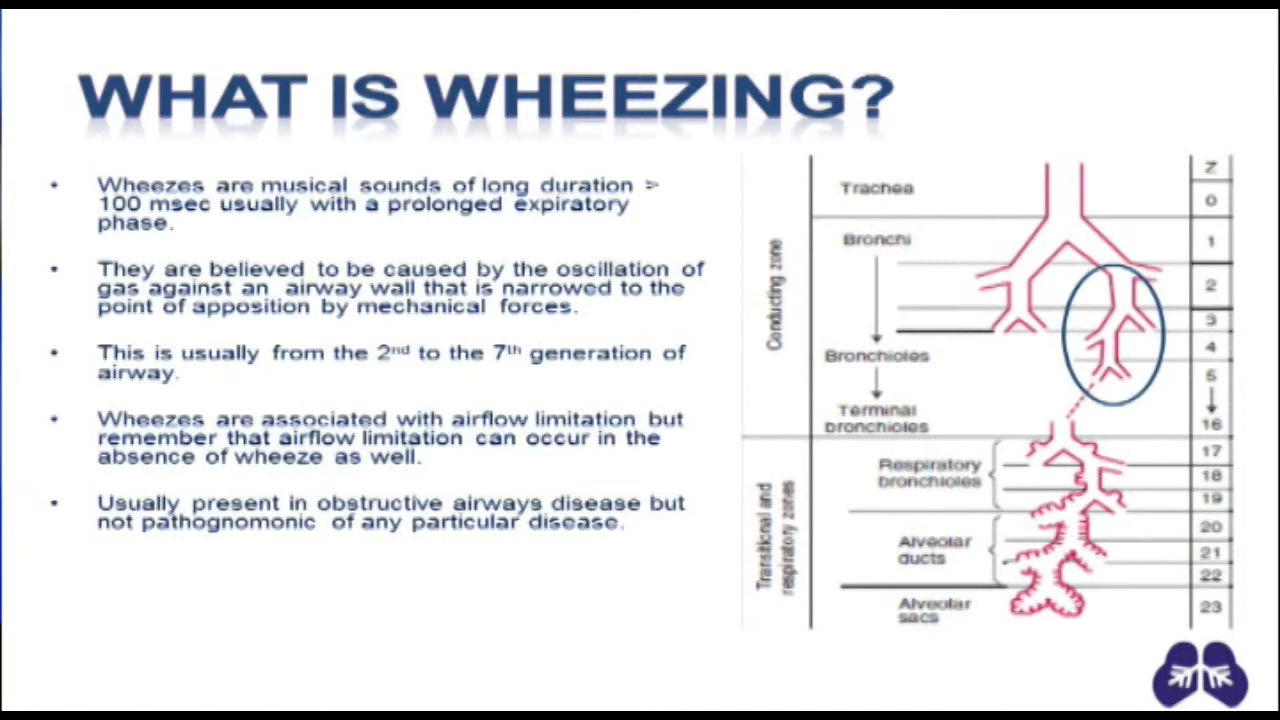 WHAT IS WHEEZING?
• Wheezes are musical sounds of long duration >
100 msec usually with a prolonged expiratory
phase.
• They are believed to be caused by the oscillation of
gas against an airway wall that is narrowed to the
point of apposition by mechanical forces.
• This is usually from the 2nd to the 7th generation of
airway.
• Wheezes are associated with airflow limitation but
remember that airflow limitation can occur in the
absence of wheeze as well.
• Usually present in obstructive airways disease but
not pathognomonic of any particular disease.
Conducting zone
Transitional and
respiratory zones
Trachea
Bronchi
Bronchioles
Terminal
bronchioles
Respiratory
bronchioles
Alveolar
ducts
Alveolar
sacs
Z
0
1
2
3
4
5
16
17
18
19
20
21
22
23